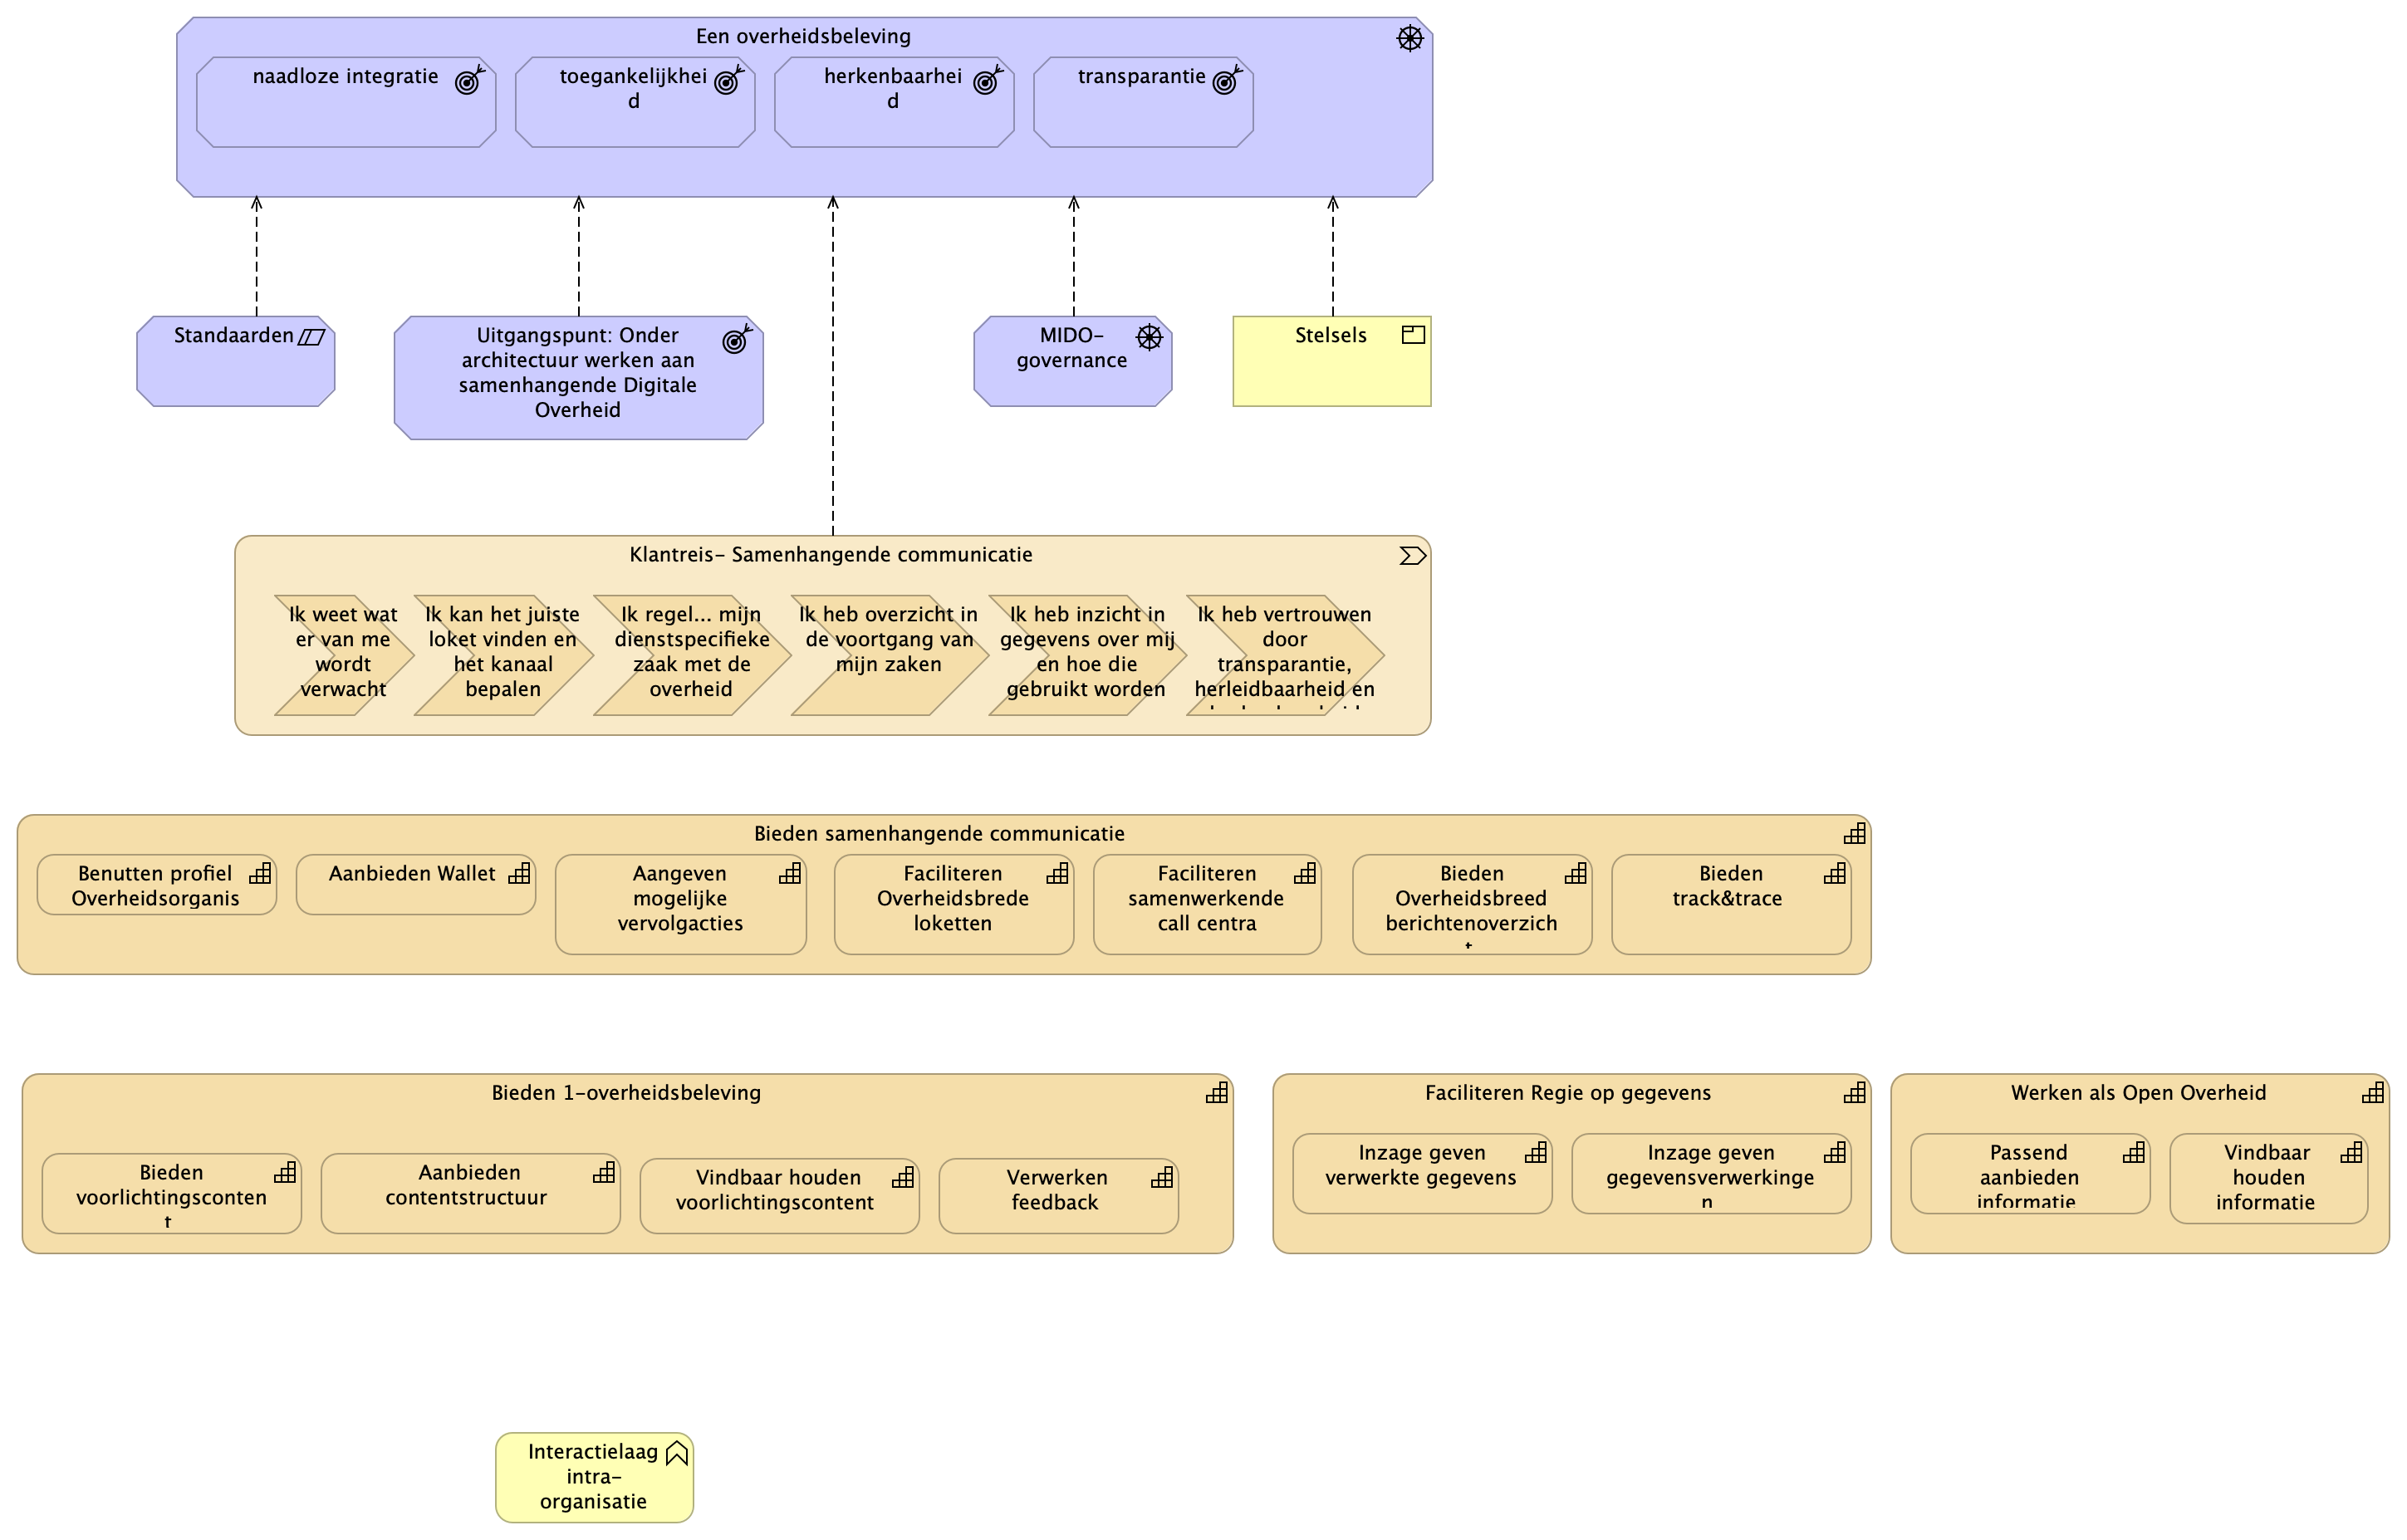 Een overheidsbeleving
naadloze integratie
toegankelijkhei
d
herkenbaarhei
d
transparantie
Standaarden
Uitgangspunt: Onder
architectuur werken aan
samenhangende Digitale
Overheid
MIDO-
governance
Stelsels
Klantreis- Samenhangende communicatie
Ik weet wat
er van me
wordt
verwacht
Ik kan het juiste
loket vinden en
het kanaal
bepalen
Ik regel... mijn
dienstspecifieke
zaak met de
overheid
Ik heb overzicht in
de voortgang van
mijn zaken
Ik heb inzicht in
gegevens over mij
en hoe die
gebruikt worden
Ik heb vertrouwen
door
transparantie,
herleidbaarheid en
Bieden samenhangende communicatie
Benutten profiel
Overheidsorganis
Aanbieden Wallet
Aangeven
mogelijke
vervolgacties
Faciliteren
Overheidsbrede
loketten
Faciliteren
samenwerkende
call centra
Bieden
Overheidsbreed
berichtenoverzich
t
Bieden
track&trace
Bieden 1-overheidsbeleving
Bieden
voorlichtingsconten
t
Aanbieden
contentstructuur
Vindbaar houden
voorlichtingscontent
Verwerken
feedback
Faciliteren Regie op gegevens
Inzage geven
verwerkte gegevens
Inzage geven
gegevensverwerkinge
n
Werken als Open Overheid
Passend
aanbieden
informatie
Vindbaar
houden
informatie
Interactielaag
intra-
organisatie